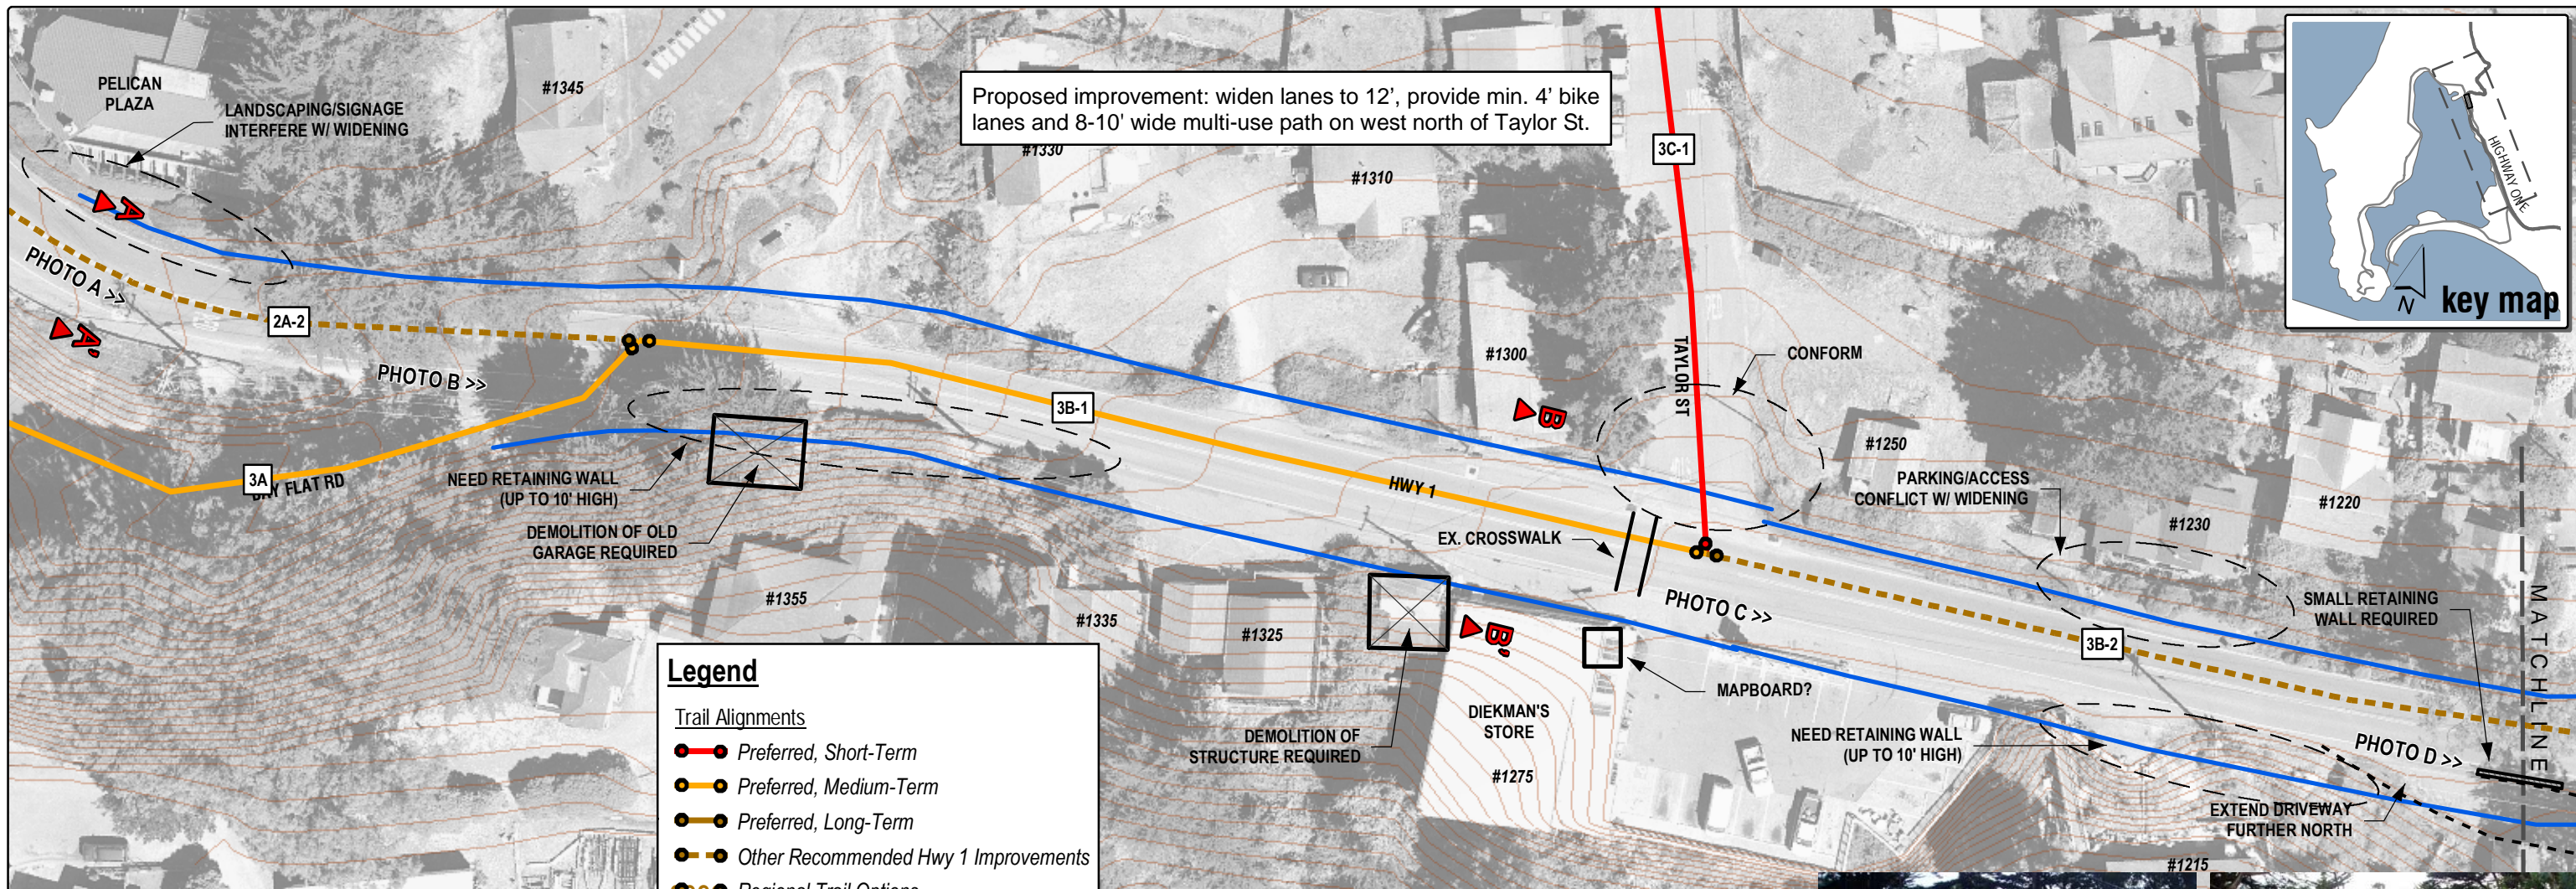 PELICAN
PLAZA
LANDSCAPING/SIGNAGE
INTERFERE W/ WIDENING
#1345
Proposed improvement: widen lanes to 12', provide min. 4' bike
lanes and 8-10' wide multi-use path on west north of Taylor St.
#1330
#1310
3C-1
HIGHWAY ONE
N
key map
A
PHOTO A >>
A'
2A-2
PHOTO B >>
3A
BAY FLAT RD
NEED RETAINING WALL
(UP TO 10' HIGH)
DEMOLITION OF OLD
GARAGE REQUIRED
3B-1
#1300
B
TAYLOR ST
CONFORM
#1250
HWY 1
EX. CROSSWALK
PARKING/ACCESS
CONFLICT W/ WIDENING
#1230
#1220
SMALL RETAINING
WALL REQUIRED
MATCHLINE
#1355
#1335
#1325
B'
PHOTO C >>
3B-2
MAPBOARD?
DIEKMAN'S
STORE
#1275
DEMOLITION OF
STRUCTURE REQUIRED
NEED RETAINING WALL
(UP TO 10' HIGH)
PHOTO D >>
EXTEND DRIVEWAY
FURTHER NORTH
#1215
Legend
Trail Alignments
Preferred, Short-Term
Preferred, Medium-Term
Preferred, Long-Term
Other Recommended Hwy 1 Improvements
Regional Trail Options